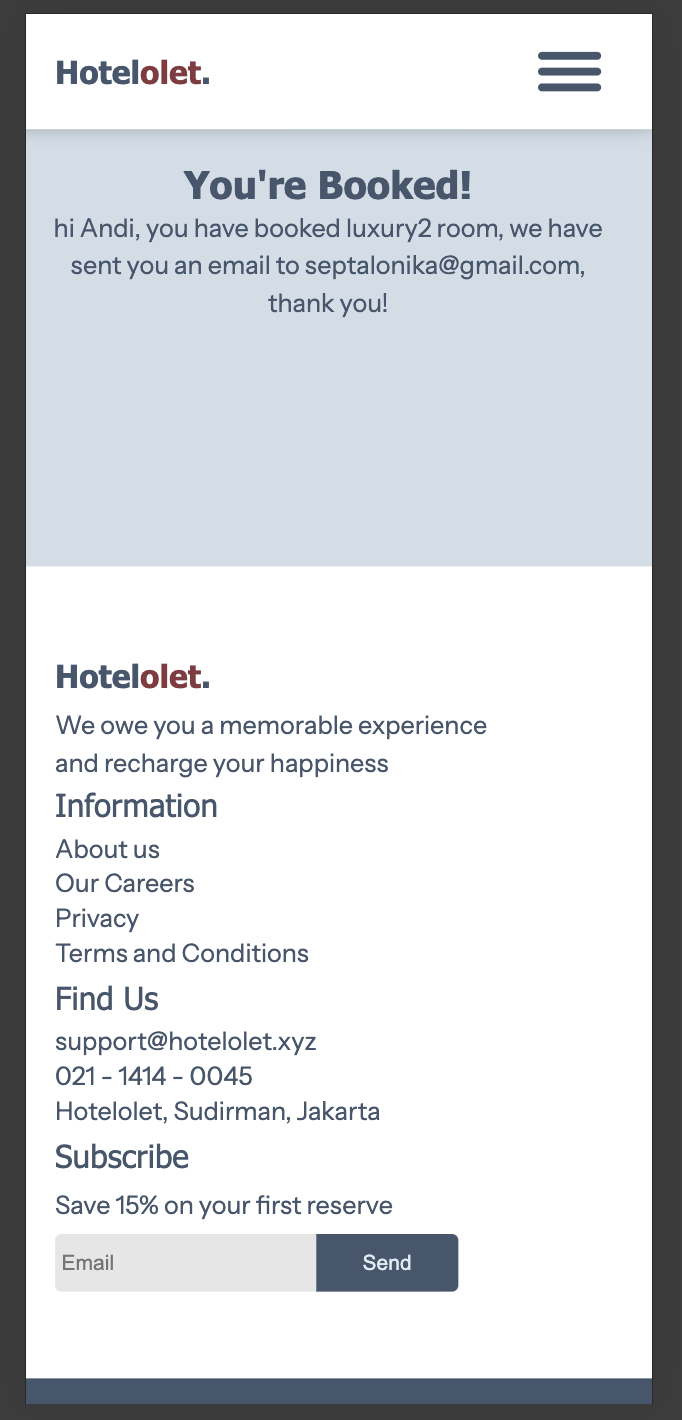 Hotelolet.
You're Booked!
hi Andi, you have booked luxury2 room, we have
sent you an email to septalonika@gmail.com,
thank you!
Hotelolet.
We owe you a memorable experience
and recharge your happiness
Information
About us
Our Careers
Privacy
Terms and Conditions
Find Us
support@hotelolet.xyz
021 - 1414 - 0045
Hotelolet, Sudirman, Jakarta
Subscribe
Save 15% on your first reserve
Email Send